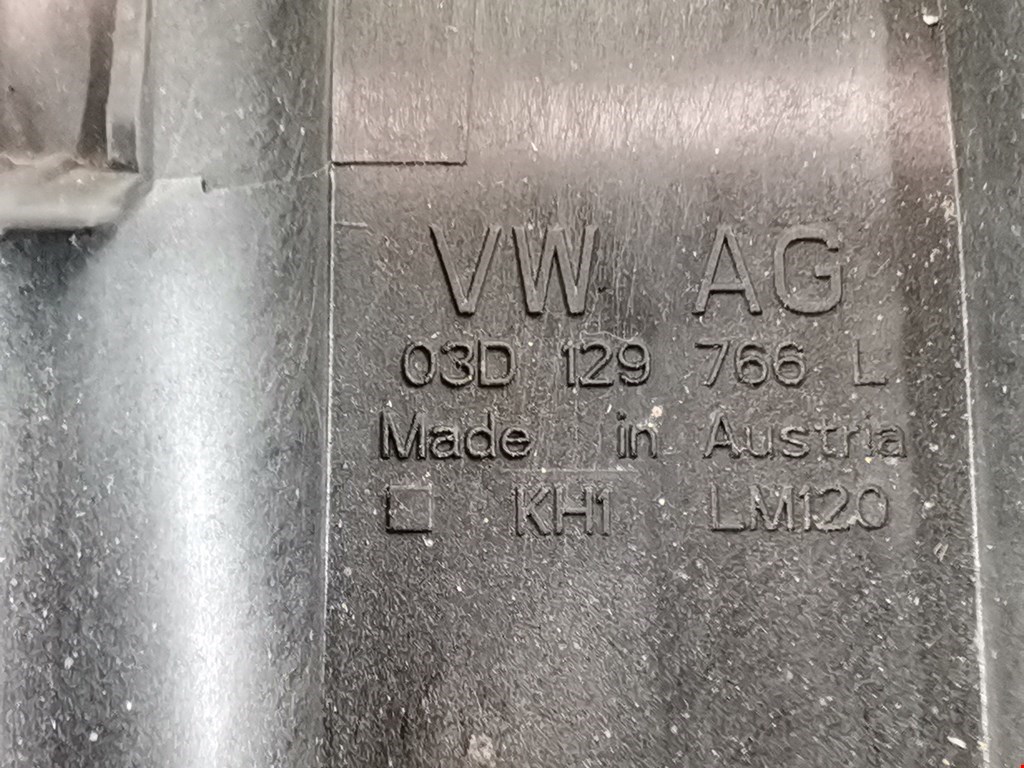 VW AG
03D 129 766 L
Made in Austria
KH1 LM120